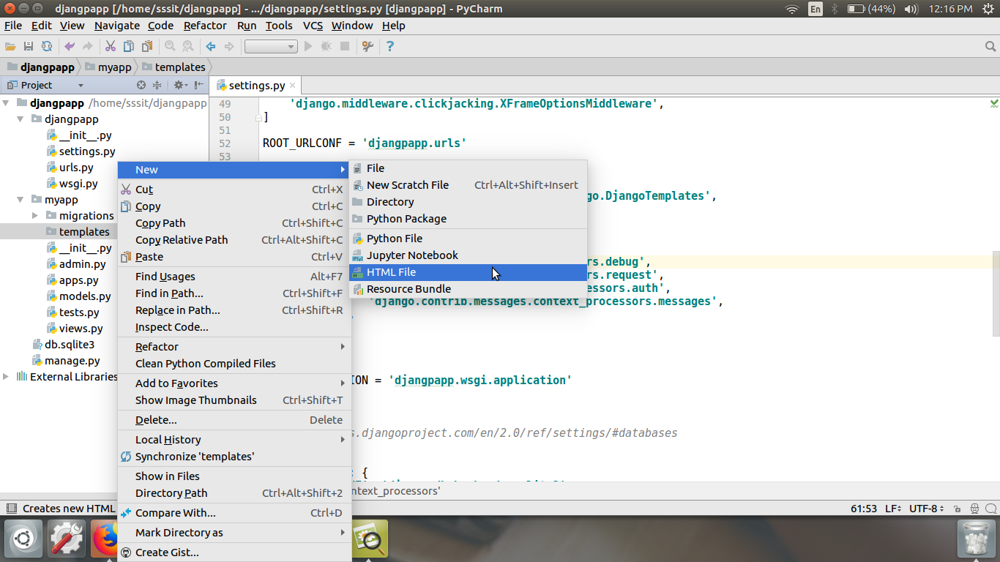 djangpapp [/home/sssit/djangpapp] - .../djangpapp/settings.py [djangpapp] - PyCharm
En (44%) 12:16 PM
File Edit View Navigate Code Refactor Run Tools VCS Window Help
djangpapp myapp templates
Project
settings.py
djangpapp /home/sssit/djangpapp
djangpapp
__init__.py
settings.py
urls.py
wsgi.py
myapp
migrations
templates
__init__.py
admin.py
apps.py
models.py
tests.py
views.py
db.sqlite3
manage.py
External Libraries
49 'django.middleware.clickjacking.XFrameOptionsMiddleware',
50 ]
51
52 ROOT_URLCONF = 'djangpapp.urls'
53
go.DjangoTemplates',
rs.debug',
rs.request',
ssors.auth',
'django.contrib.messages.context_processors.messages',
ION = 'djangpapp.wsgi.application'
s.djangoproject.com/en/2.0/ref/settings/#databases
: {
New
Cut Ctrl+X
Copy Ctrl+C
Copy Path Ctrl+Shift+C
Copy Relative Path Ctrl+Alt+Shift+C
Paste Ctrl+V
Find Usages Alt+F7
Find in Path... Ctrl+Shift+F
Replace in Path... Ctrl+Shift+R
Inspect Code...
Refactor
Clean Python Compiled Files
Add to Favorites
Show Image Thumbnails Ctrl+Shift+T
Delete... Delete
Local History
Synchronize 'templates'
Show in Files
Directory Path Ctrl+Alt+Shift+2
Compare With... Ctrl+D
Mark Directory as
Create Gist...
File
New Scratch File Ctrl+Alt+Shift+Insert
Directory
Python Package
Python File
Jupyter Notebook
HTML File
Resource Bundle
ntext_processors'
Creates new HTML
61:53 LF UTF-8